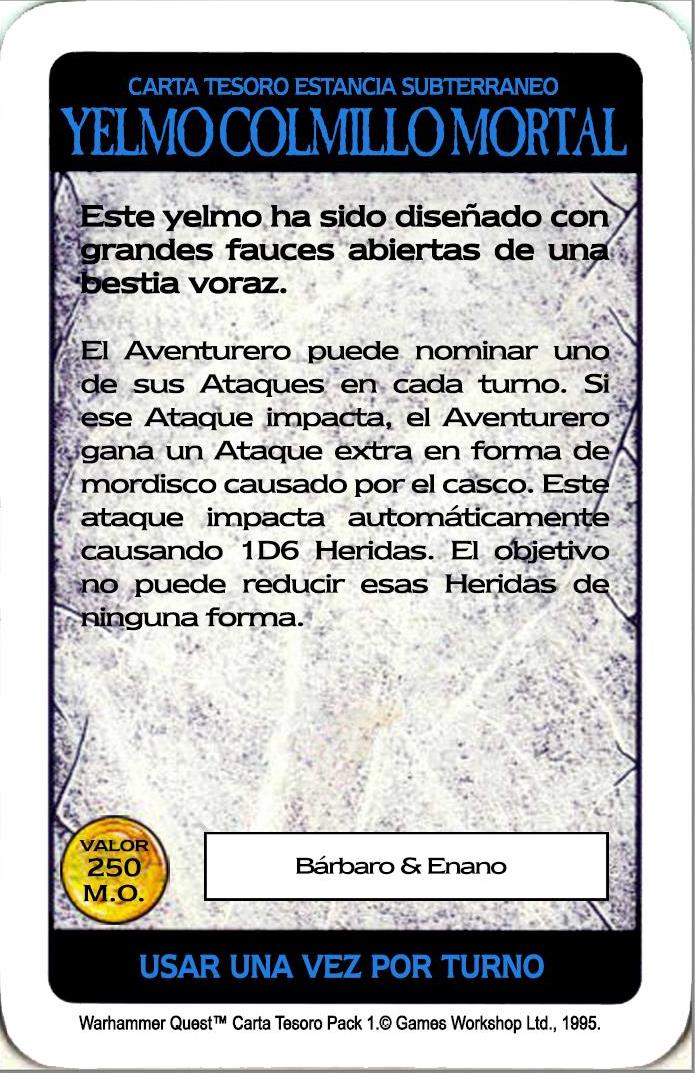 CARTA TESORO ESTANCIA SUBTERRANEO
YELMO COLMILLO MORTAL
Este yelmo ha sido diseñado con
grandes fauces abiertas de una
bestia voraz.
El Aventurero puede nominar uno
de sus Ataques en cada turno. Si
ese Ataque impacta, el Aventurero
gana un Ataque extra en forma de
mordisco causado por el casco. Este
ataque impacta automáticamente
causando 1D6 Heridas. El objetivo
no puede reducir esas Heridas de
ninguna forma.
VALOR
250
M.O.
Bárbaro & Enano
USAR UNA VEZ POR TURNO
Warhammer Quest™ Carta Tesoro Pack 1.© Games Workshop Ltd., 1995.